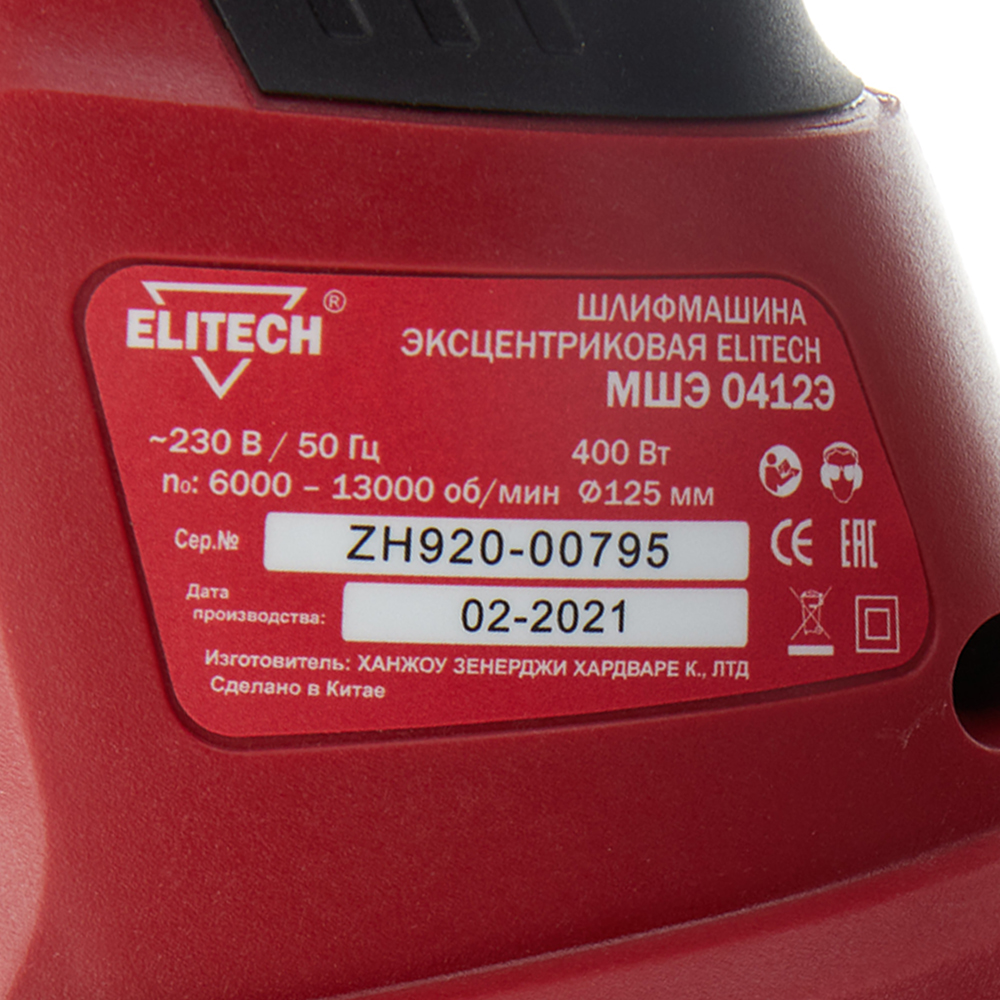 ELITECH®
ШЛИФМАШИНА
ЭКСЦЕНТРИКОВАЯ ELITECH
МШЭ 0412Э
~230 В / 50 Гц 400 Вт
n₀: 6000 – 13000 об/мин Ø125 мм
Сер.№ ZH920-00795
CE EAC
Дата
производства: 02-2021
Изготовитель: ХАНЖОУ ЗЕНЕРДЖИ ХАРДВАРЕ К., ЛТД
Сделано в Китае